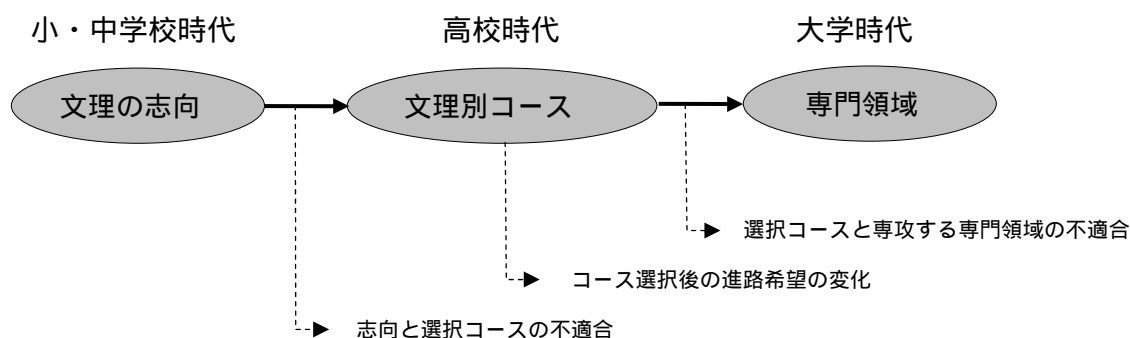 小・中学校時代
高校時代
大学時代
文理の志向
文理別コース
専門領域
選択コースと専攻する専門領域の不適合
コース選択後の進路希望の変化
志向と選択コースの不適合